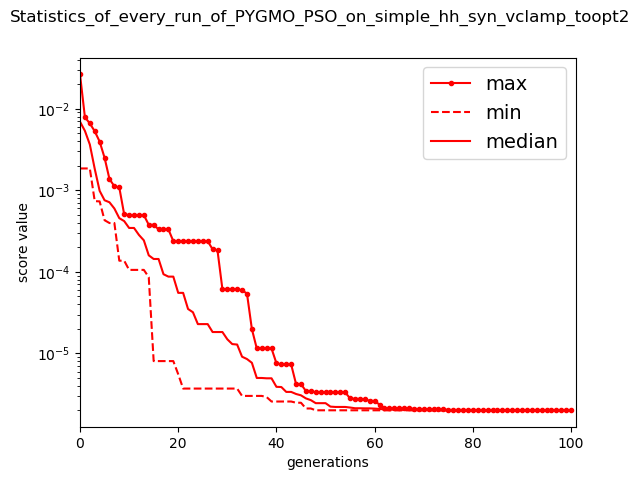 Statistics_of_every_run_of_PYGMO_PSO_on_simple_hh_syn_vclamp_toopt2
max
min
median
score value
10⁻²
10⁻³
10⁻⁴
10⁻⁵
0 20 40 60 80 100
generations